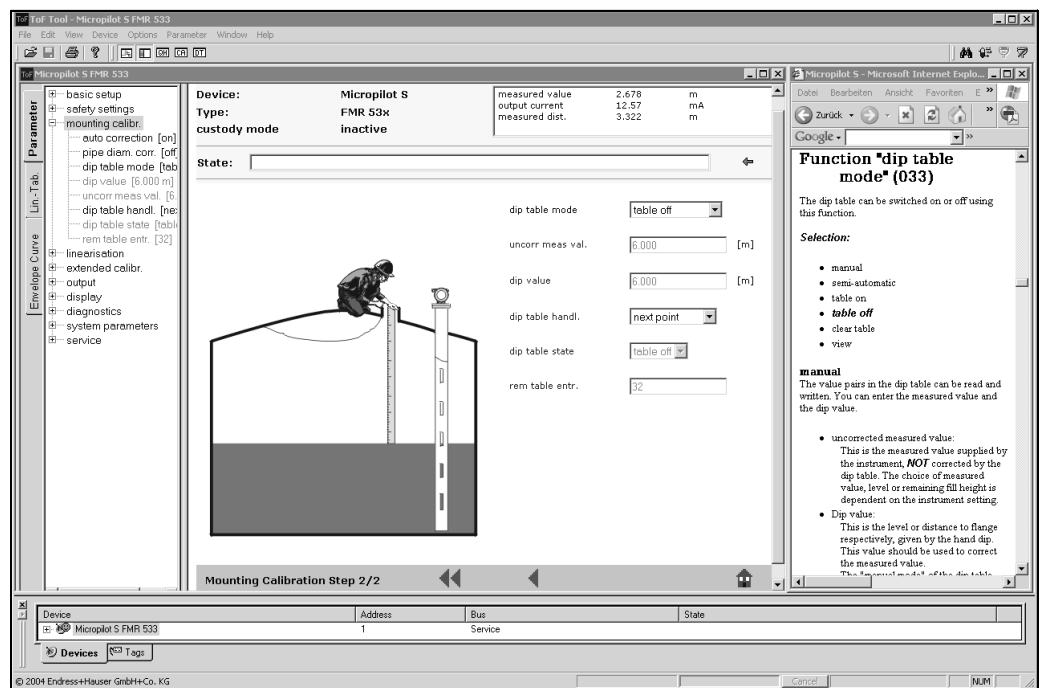 ToF Tool - Micropilot S FMR 533
File Edit View Device Options Parameter Window Help
Micropilot S FMR 533
Parameter
Lin.-Tab.
Envelope Curve
basic setup
safety settings
mounting calibr.
auto correction [on]
pipe diam. corr. [off
dip table mode [tab
dip value [6.000 m]
uncorr meas val. [6.
dip table handl. [ne
dip table state [table
rem table entr. [32]
linearisation
extended calibr.
output
display
diagnostics
system parameters
service
Device: Micropilot S
Type: FMR 53x
custody mode inactive
measured value 2.678 m
output current 12.57 mA
measured dist. 3.322 m
State:
dip table mode table off
uncorr meas val. 6.000 [m]
dip value 6.000 [m]
dip table handl. next point
dip table state table off
rem table entr. 32
Mounting Calibration Step 2/2
Micropilot S - Microsoft Internet Explo...
Datei Bearbeiten Ansicht Favoriten E »
Zurück »
Google - »
Function "dip table
mode" (033)
The dip table can be switched on or off using
this function.
Selection:
• manual
• semi-automatic
• table on
• table off
• clear table
• view
manual
The value pairs in the dip table can be read and
written. You can enter the measured value and
the dip value.
• uncorrected measured value:
This is the measured value supplied by
the instrument, NOT corrected by the
dip table. The choice of measured
value, level or remaining fill height is
dependent on the instrument setting.
• Dip value:
This is the level or distance to flange
respectively, given by the hand dip.
This value should be used to correct
the measured value.
The "manual mode" of the dip table
Device Address Bus State
Micropilot S FMR 533 1 Service
Devices Tags
© 2004 Endress+Hauser GmbH+Co. KG Cancel NUM